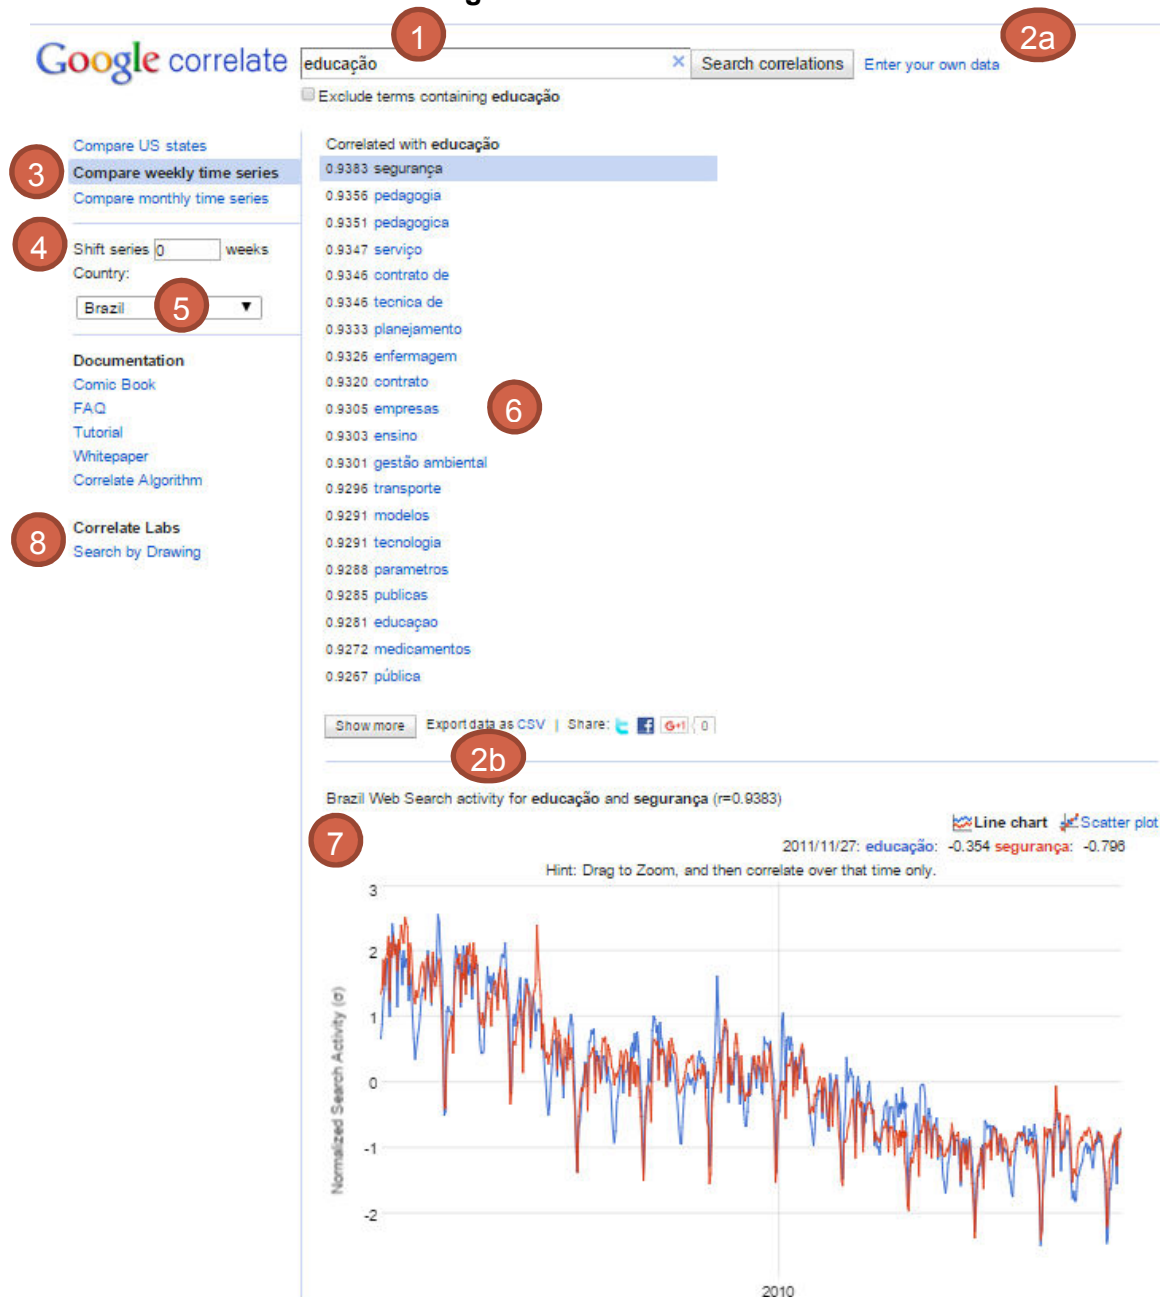 1
2a
Google correlate
educação
×
Search correlations
Enter your own data
Exclude terms containing educação
3
Compare US states
Compare weekly time series
Compare monthly time series
4
Shift series 0 weeks
Country:
Brazil
5
Documentation
Comic Book
FAQ
Tutorial
Whitepaper
Correlate Algorithm
8
Correlate Labs
Search by Drawing
Correlated with educação
0.9383 segurança
0.9356 pedagogia
0.9351 pedagogica
0.9347 serviço
0.9346 contrato de
0.9346 tecnica de
0.9333 planejamento
0.9326 enfermagem
0.9320 contrato
0.9305 empresas
0.9303 ensino
0.9301 gestão ambiental
0.9296 transporte
0.9291 modelos
0.9291 tecnologia
0.9288 parametros
0.9285 publicas
0.9281 educaçao
0.9272 medicamentos
0.9267 pública
6
Show more
Export data as CSV | Share: G+1 0
2b
Brazil Web Search activity for educação and segurança (r=0.9383)
7
Line chart Scatter plot
2011/11/27: educação: -0.354 segurança: -0.796
Hint: Drag to Zoom, and then correlate over that time only.
Normalized Search Activity (σ)
3
2
1
0
-1
-2
2010